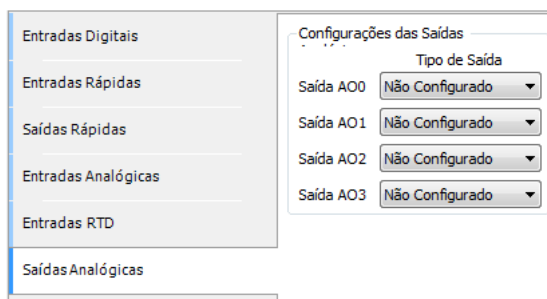 Entradas Digitais
Entradas Rápidas
Saídas Rápidas
Entradas Analógicas
Entradas RTD
Saídas Analógicas
Configurações das Saídas
Tipo de Saída
Saída AO0 Não Configurado
Saída AO1 Não Configurado
Saída AO2 Não Configurado
Saída AO3 Não Configurado